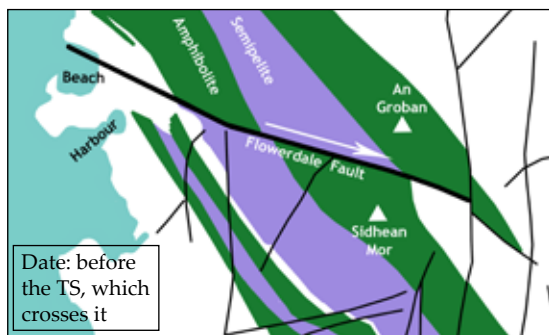 Amphibolite
Semipelite
Beach
An
Groban
Harbour
Flowerdale Fault
Sidhean
Mor
Date: before
the TS, which
crosses it